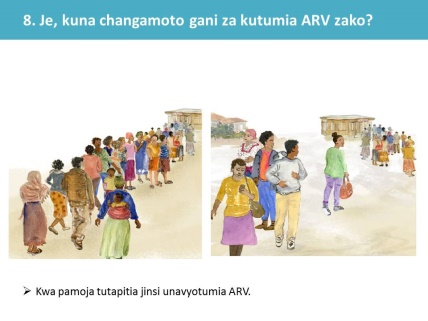 8. Je, kuna changamoto gani za kutumia ARV zako?
➢ Kwa pamoja tutapitia jinsi unavyotumia ARV.